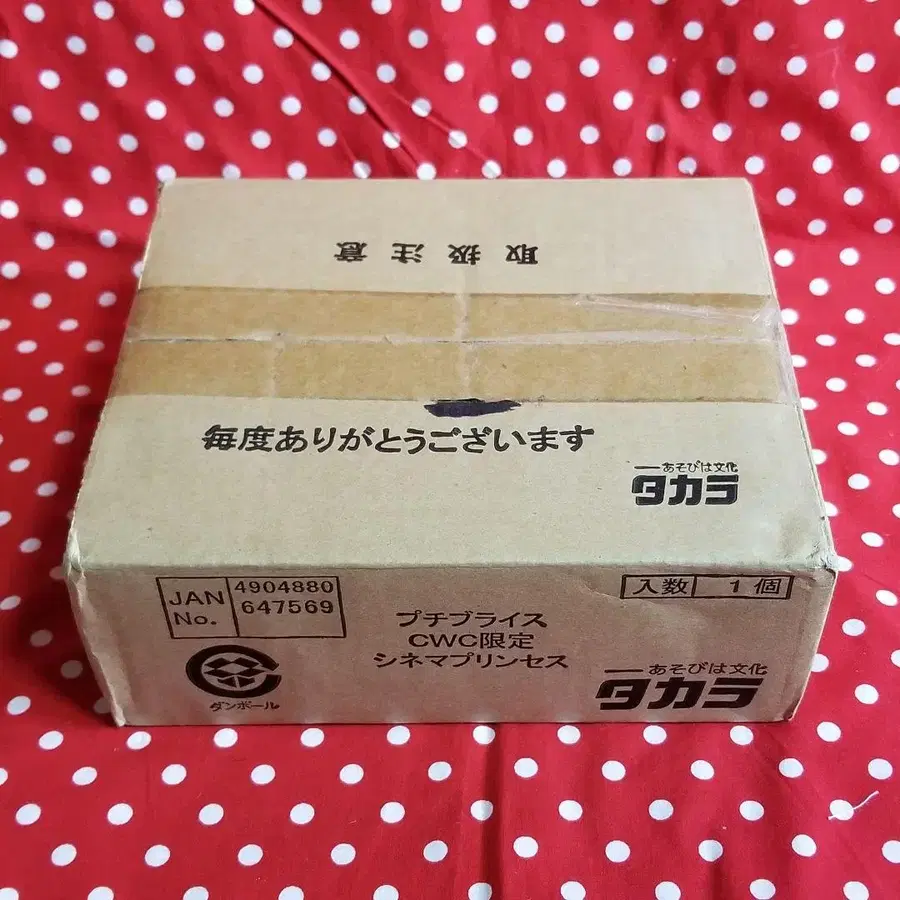 取扱注意
毎度ありがとうございます
あそびは文化
タカラ
JAN No.
4904880
647569
入数 1個
プチブライス
CWC限定
シネマプリンセス
ダンボール
あそびは文化
タカラ